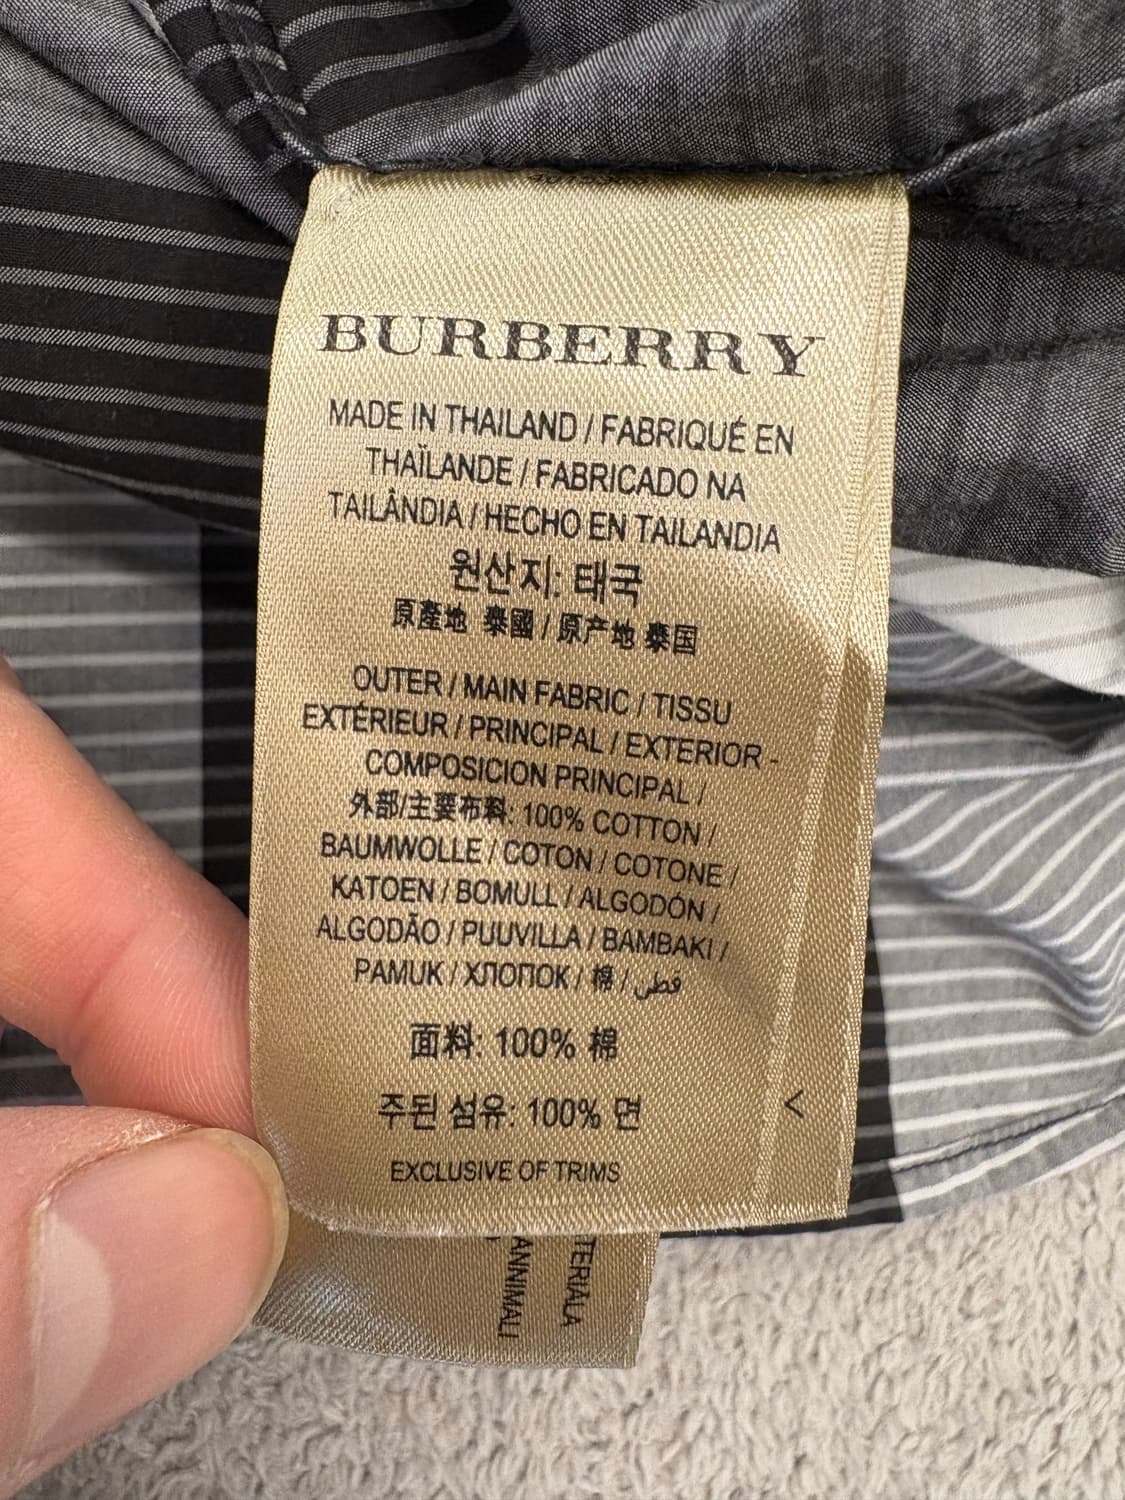 BURBERRY
MADE IN THAILAND / FABRIQUÉ EN
THAÏLANDE / FABRICADO NA
TAILÂNDIA / HECHO EN TAILANDIA
원산지: 태국
原產地 泰國 / 原产地 泰国
OUTER / MAIN FABRIC / TISSU
EXTÉRIEUR / PRINCIPAL / EXTERIOR -
COMPOSICION PRINCIPAL /
外部/主要布料: 100% COTTON /
BAUMWOLLE / COTON / COTONE /
KATOEN / BOMULL / ALGODÓN /
ALGODÃO / PUUVILLA / BAMBAKI /
PAMUK / ХЛОПОК / 棉 / قطن
面料: 100% 棉
주된 섬유: 100% 면
<
EXCLUSIVE OF TRIMS
TERIALA
ANNIMALI